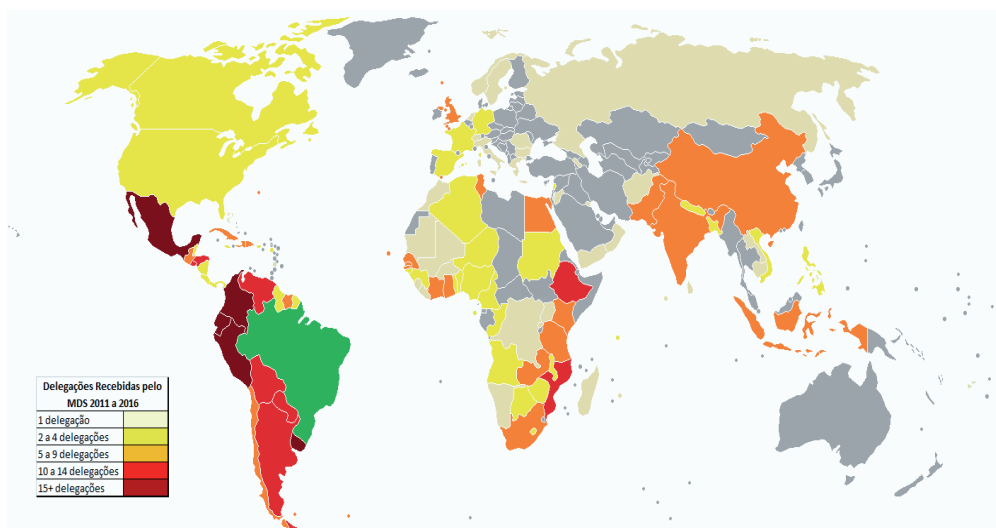 Delegações Recebidas pelo
MDS 2011 a 2016
1 delegação
2 a 4 delegações
5 a 9 delegações
10 a 14 delegações
15+ delegações